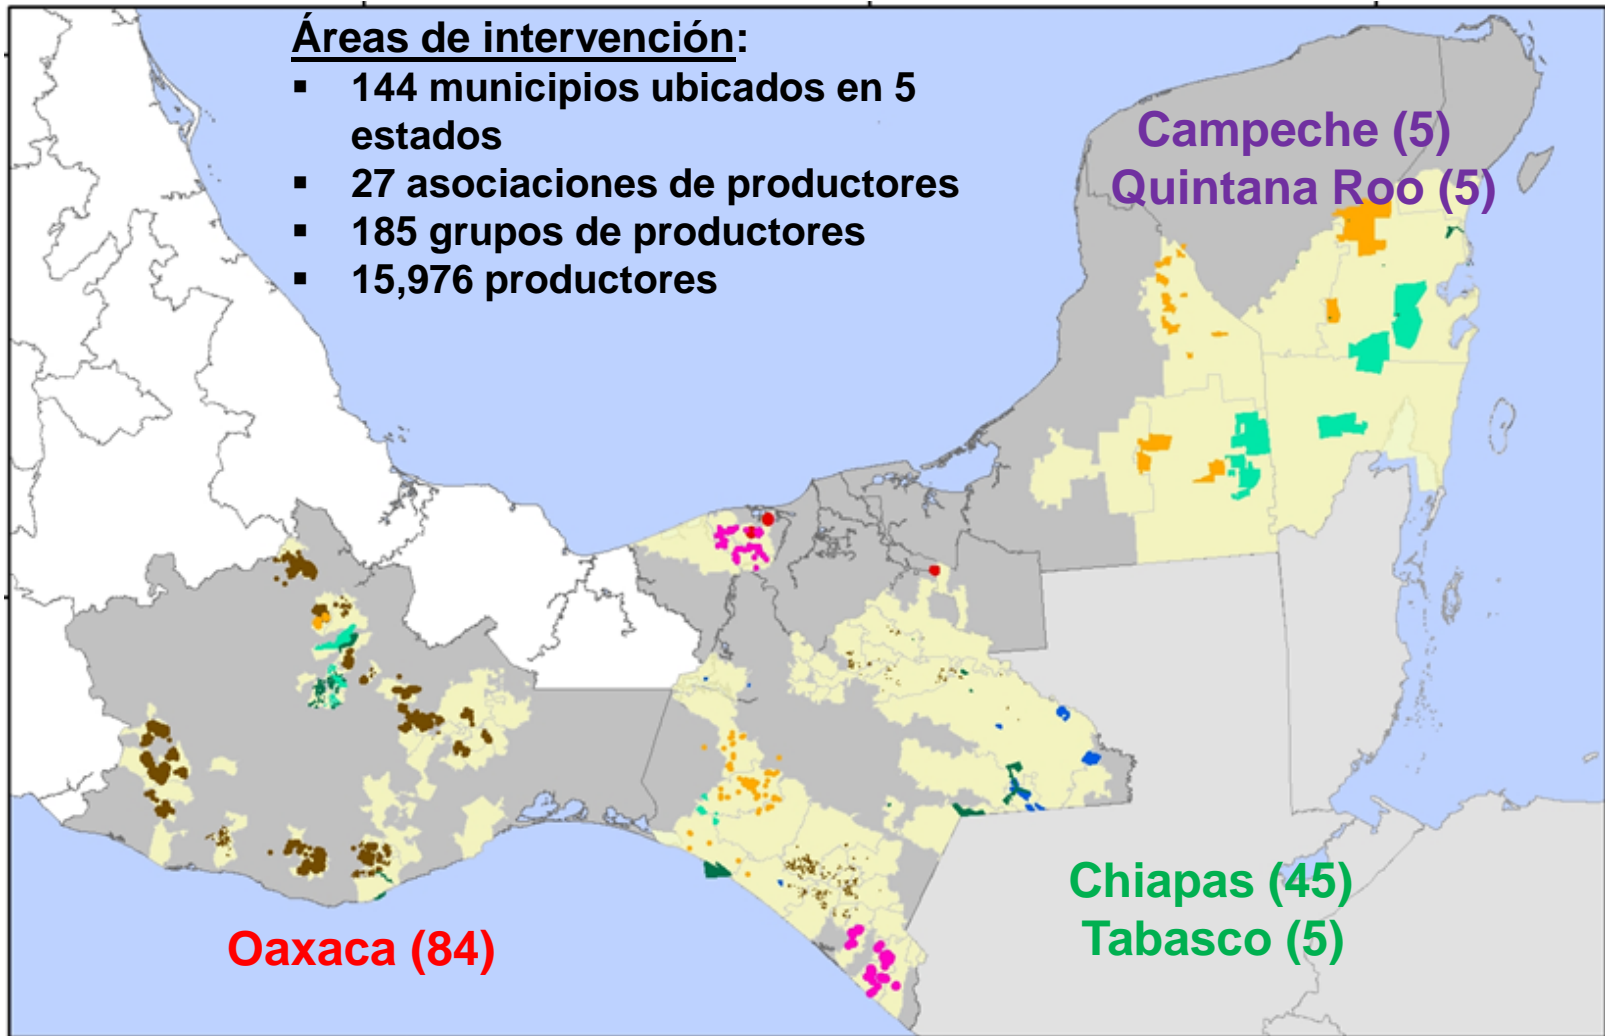 Áreas de intervención:
▪ 144 municipios ubicados en 5
estados
▪ 27 asociaciones de productores
▪ 185 grupos de productores
▪ 15,976 productores
Campeche (5)
Quintana Roo (5)
Chiapas (45)
Tabasco (5)
Oaxaca (84)